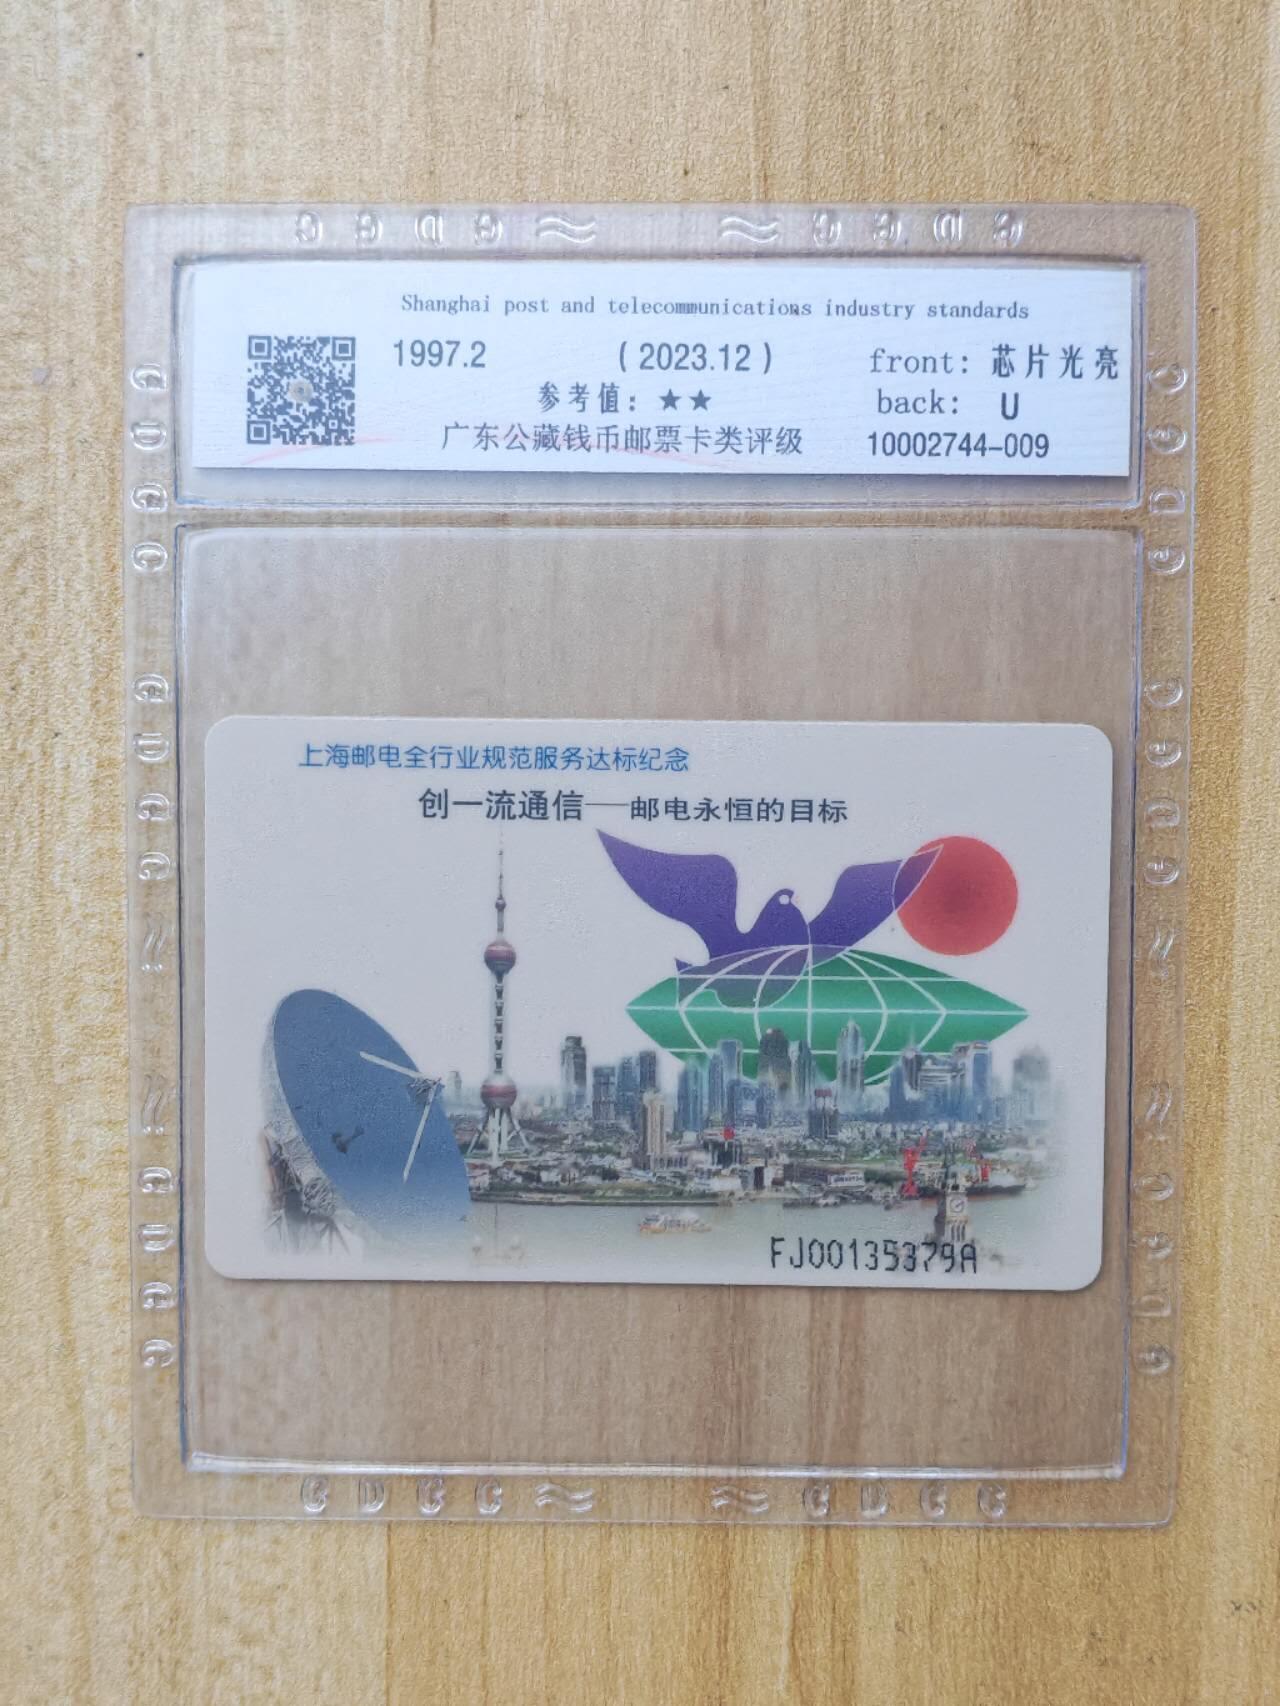 Shanghai post and telecommunications industry standards
1997.2 (2023.12) front: 芯片光亮
参考值：★★ back: U
广东公藏钱币邮票卡类评级 10002744-009
上海邮电全行业规范服务达标纪念
创一流通信——邮电永恒的目标
FJ00135379A